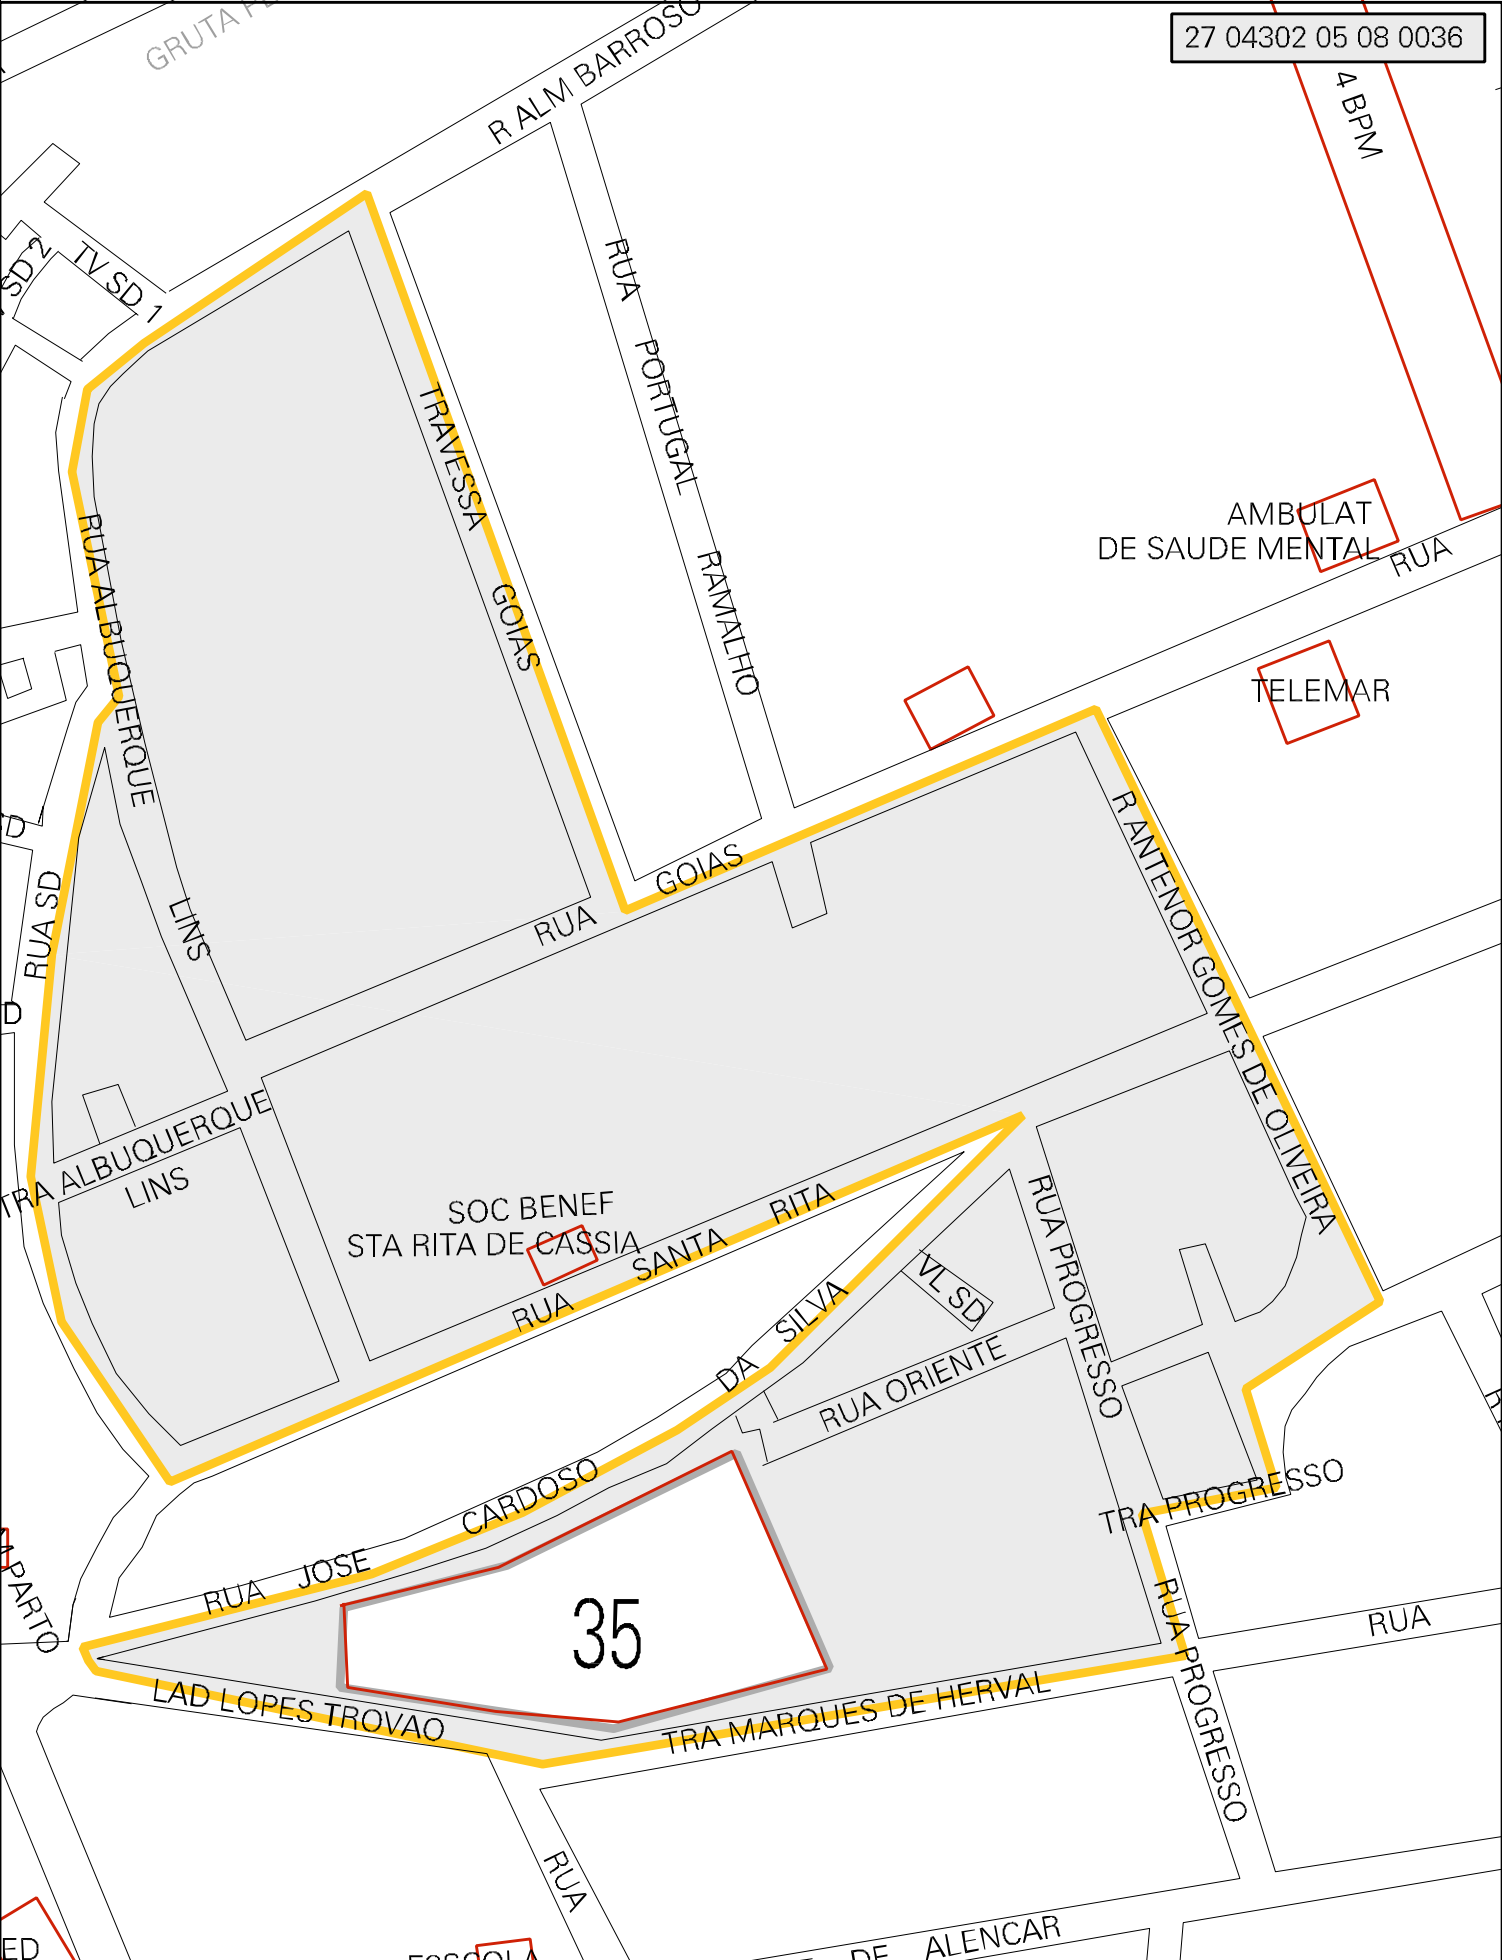 27 04302 05 08 0036
R ALM BARROSO
4 BPM
SD 2
TV SD 1
RUA PORTUGAL RAMALHO
TRAVESSA GOIAS
AMBULAT
DE SAUDE MENTAL
RUA
TELEMAR
RUA ALBUQUERQUE LINS
RUA SD
D
D
RUA GOIAS
R ANTENOR GOMES DE OLIVEIRA
TRA ALBUQUERQUE
LINS
SOC BENEF
STA RITA DE CASSIA
RUA SANTA RITA
RUA PROGRESSO
VL SD
RUA ORIENTE
RUA JOSE CARDOSO DA SILVA
TRA PROGRESSO
PARTO
35
RUA PROGRESSO
RUA
LAD LOPES TROVAO
TRA MARQUES DE HERVAL
RUA
DE ALENCAR
ED